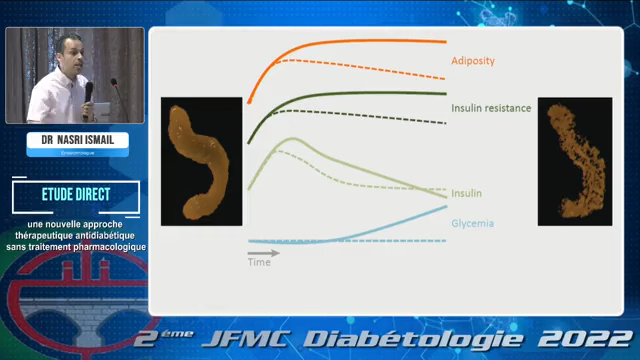 Adiposity
Insulin resistance
Insulin
Glycemia
Time
DR NASRI ISMAIL
ETUDE DIRECT
une nouvelle approche
thérapeutique antidiabétique
sans traitement pharmacologique
2ème JFMC Diabétologie 2022